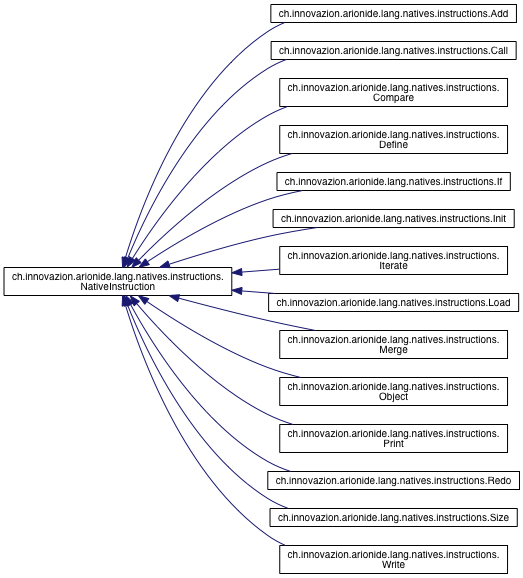 ch.innovazion.arionide.lang.natives.instructions.Add
ch.innovazion.arionide.lang.natives.instructions.Call
ch.innovazion.arionide.lang.natives.instructions.
Compare
ch.innovazion.arionide.lang.natives.instructions.
Define
ch.innovazion.arionide.lang.natives.instructions.If
ch.innovazion.arionide.lang.natives.instructions.Init
ch.innovazion.arionide.lang.natives.instructions.
Iterate
ch.innovazion.arionide.lang.natives.instructions.
NativeInstruction
ch.innovazion.arionide.lang.natives.instructions.Load
ch.innovazion.arionide.lang.natives.instructions.
Merge
ch.innovazion.arionide.lang.natives.instructions.
Object
ch.innovazion.arionide.lang.natives.instructions.
Print
ch.innovazion.arionide.lang.natives.instructions.Redo
ch.innovazion.arionide.lang.natives.instructions.Size
ch.innovazion.arionide.lang.natives.instructions.
Write